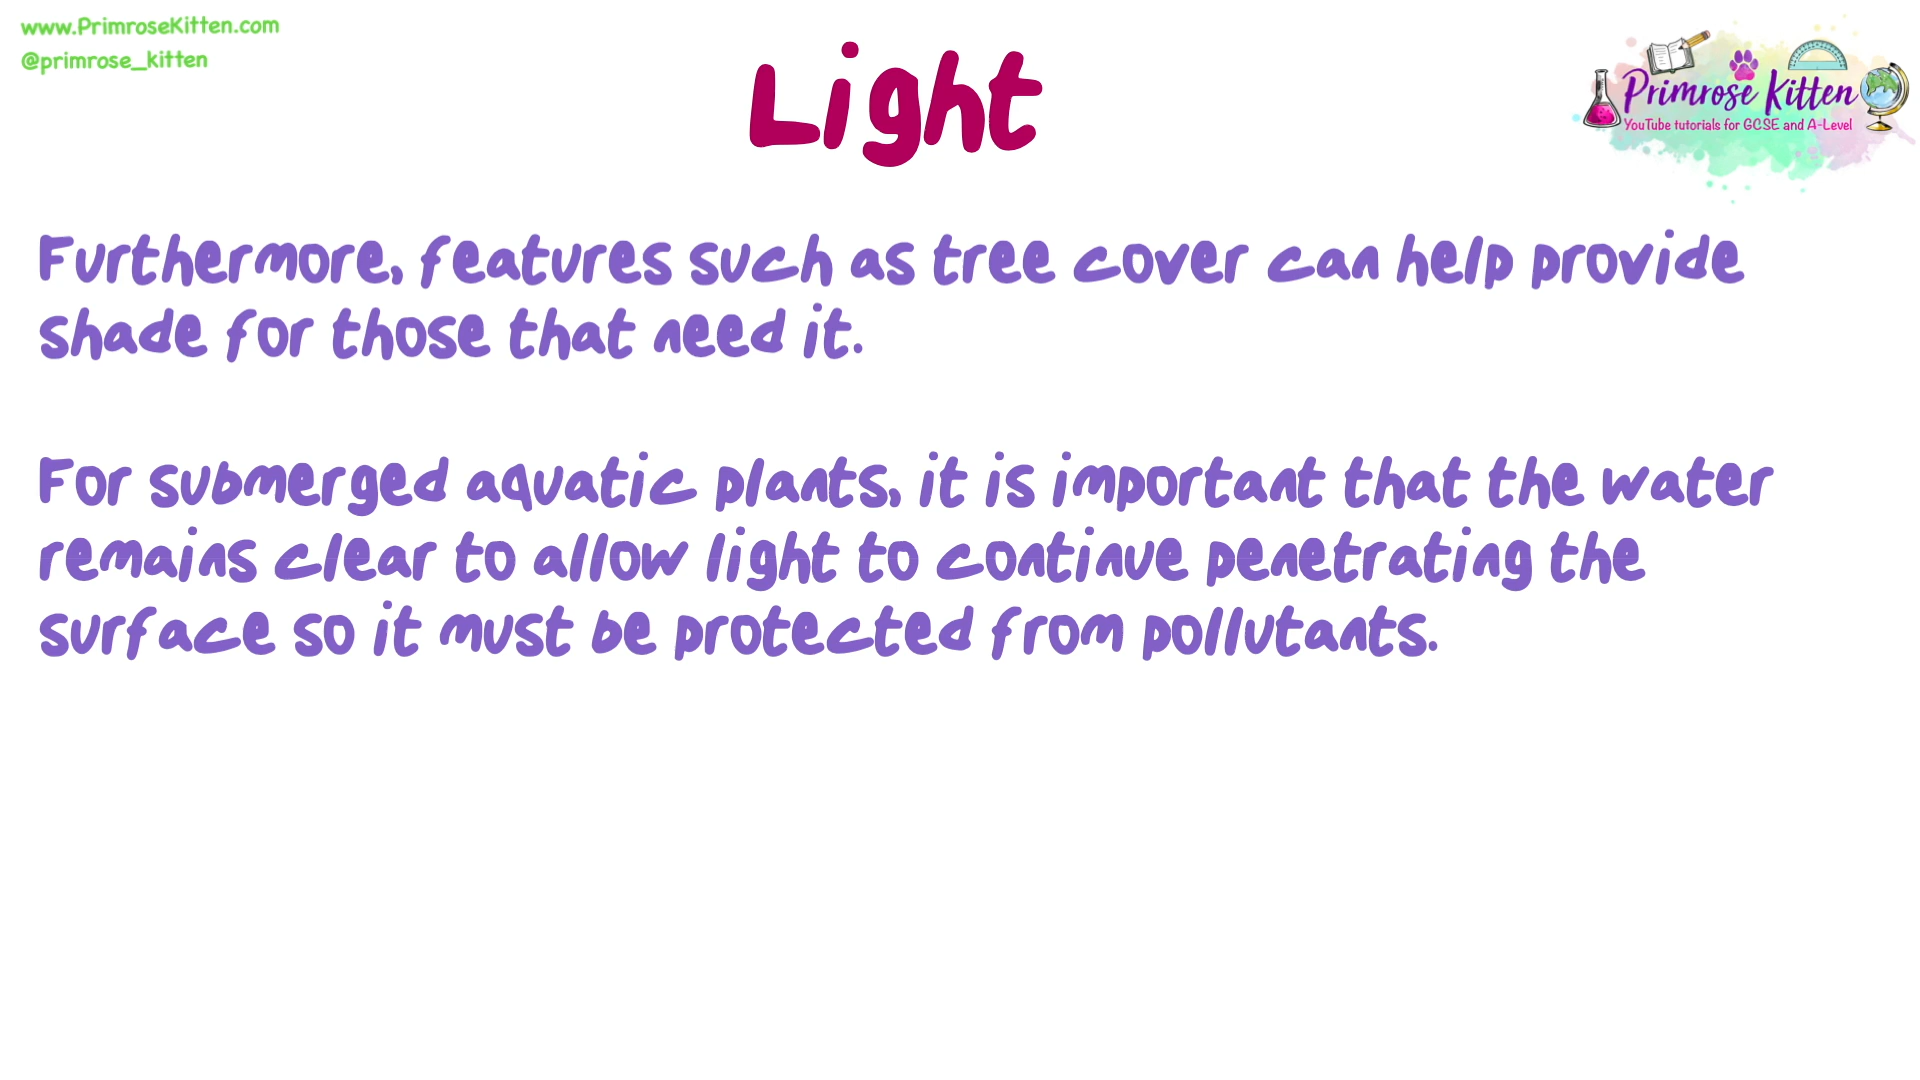 www.PrimroseKitten.com
@primrose_kitten
Light
Primrose Kitten
YouTube tutorials for GCSE and A-Level
Furthermore, features such as tree cover can help provide
shade for those that need it.
For submerged aquatic plants, it is important that the water
remains clear to allow light to continue penetrating the
surface so it must be protected from pollutants.